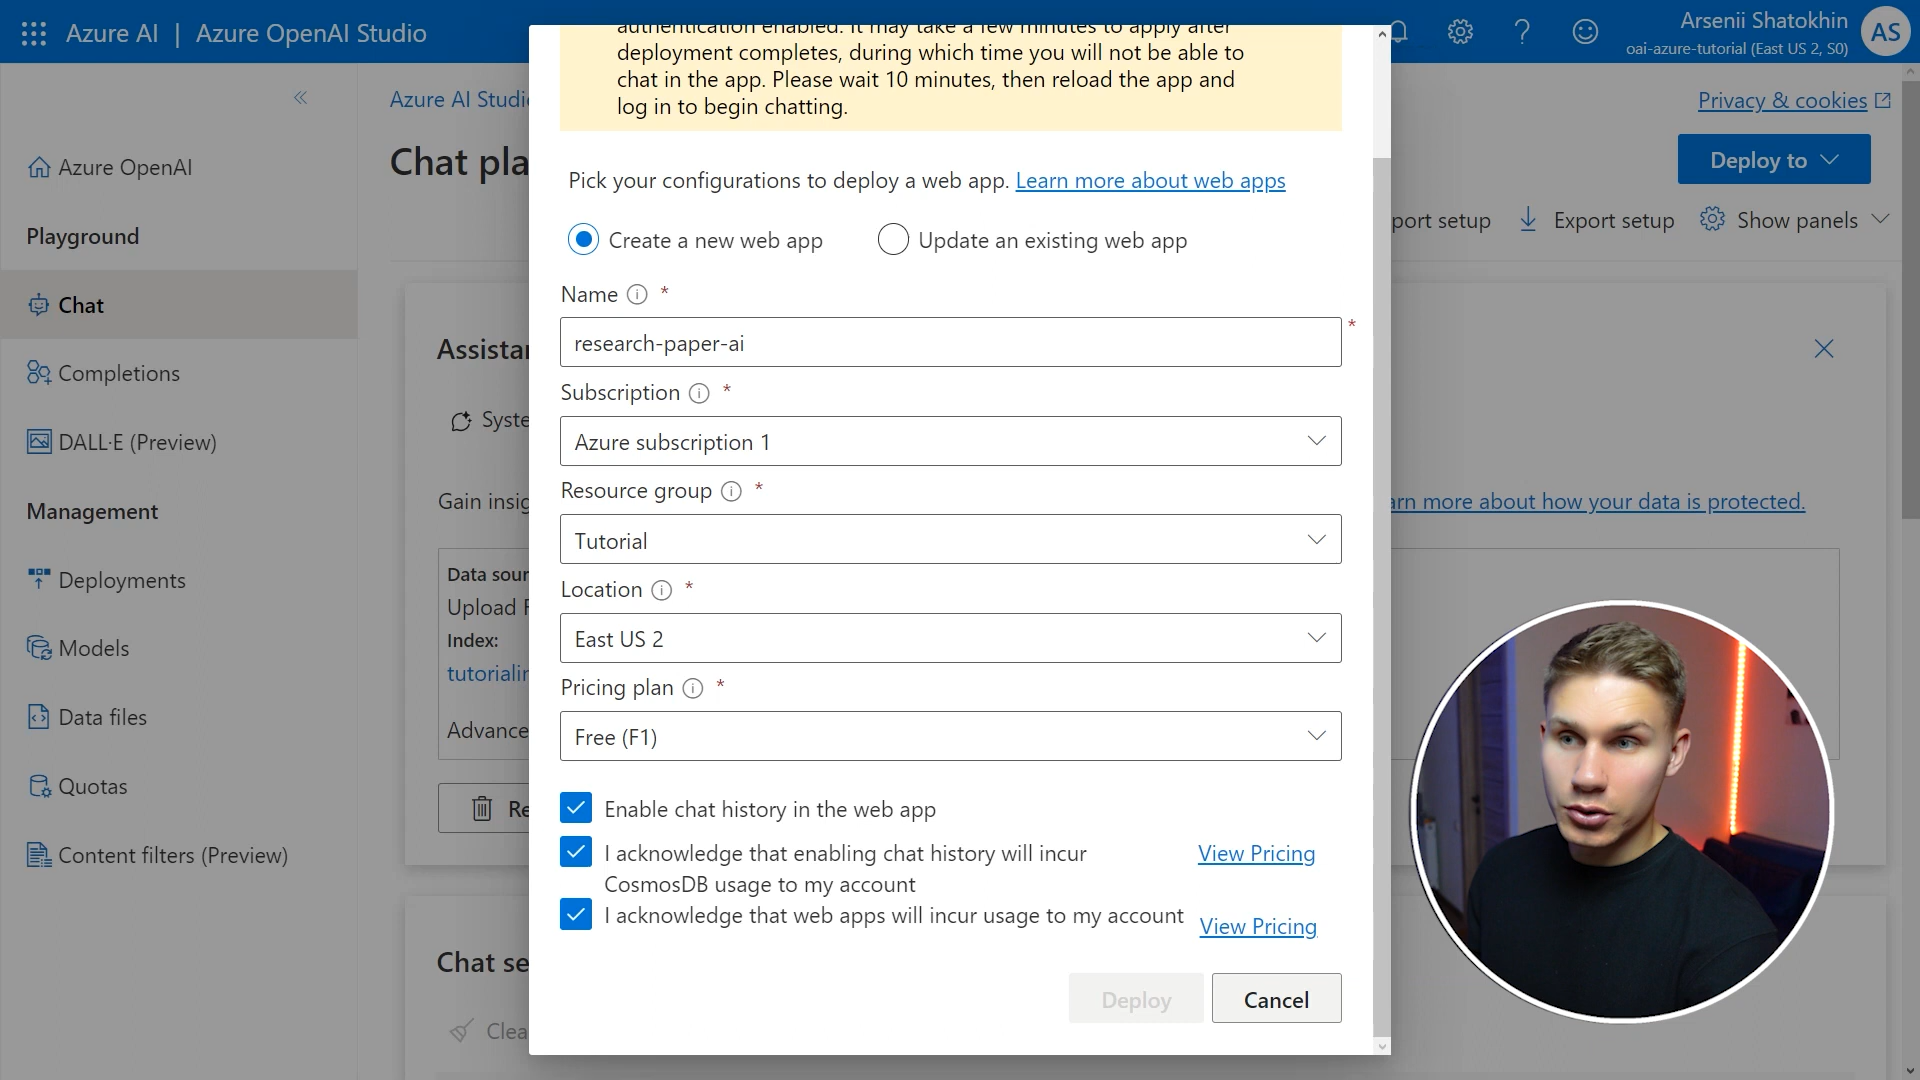 Azure AI | Azure OpenAI Studio
Arsenii Shatokhin
oai-azure-tutorial (East US 2, S0)
AS
Azure OpenAI
Playground
Chat
Completions
DALL·E (Preview)
Management
Deployments
Models
Data files
Quotas
Content filters (Preview)
Azure AI Studi
Privacy & cookies
Chat pla
Deploy to
port setup
Export setup
Show panels
Assistan
Syste
Gain insig
arn more about how your data is protected.
Data sour
Upload F
Index:
tutorialin
Advance
Re
Chat se
Clea
authentication enabled. It may take a few minutes to apply after
deployment completes, during which time you will not be able to
chat in the app. Please wait 10 minutes, then reload the app and
log in to begin chatting.
Pick your configurations to deploy a web app. Learn more about web apps
Create a new web app
Update an existing web app
Name *
research-paper-ai *
Subscription *
Azure subscription 1
Resource group *
Tutorial
Location *
East US 2
Pricing plan *
Free (F1)
Enable chat history in the web app
I acknowledge that enabling chat history will incur
CosmosDB usage to my account
View Pricing
I acknowledge that web apps will incur usage to my account
View Pricing
Deploy
Cancel